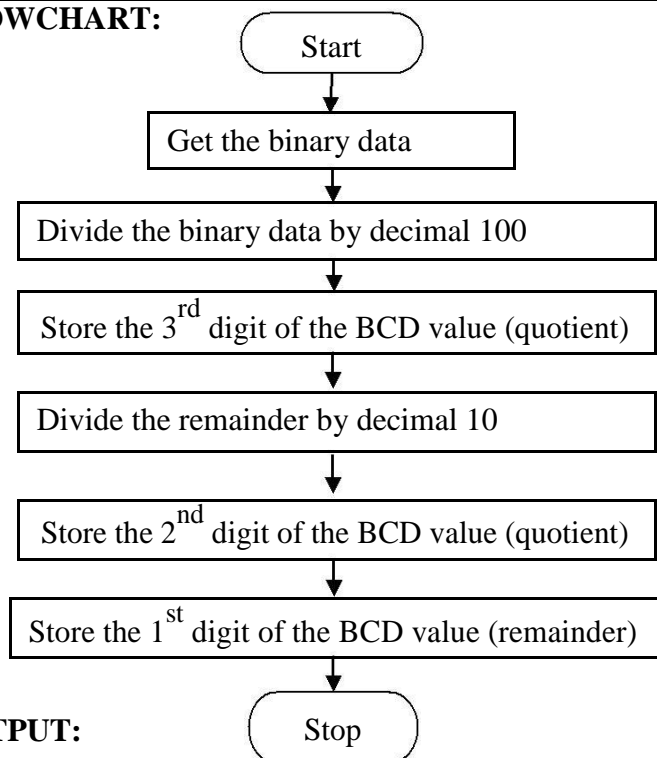 OWCHART:
Start
Get the binary data
Divide the binary data by decimal 100
Store the 3rd digit of the BCD value (quotient)
Divide the remainder by decimal 10
Store the 2nd digit of the BCD value (quotient)
Store the 1st digit of the BCD value (remainder)
Stop
TPUT: